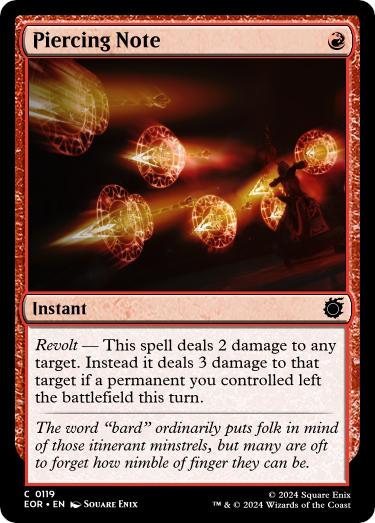 Piercing Note
Instant
Revolt — This spell deals 2 damage to any
target. Instead it deals 3 damage to that
target if a permanent you controlled left
the battlefield this turn.
The word “bard” ordinarily puts folk in mind
of those itinerant minstrels, but many are oft
to forget how nimble of finger they can be.
C 0119
EOR • EN Square Enix
© 2024 Square Enix
™ & © 2024 Wizards of the Coast